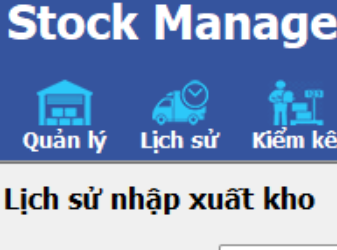 Stock Manage
Quản lý Lịch sử Kiểm kê
Lịch sử nhập xuất kho